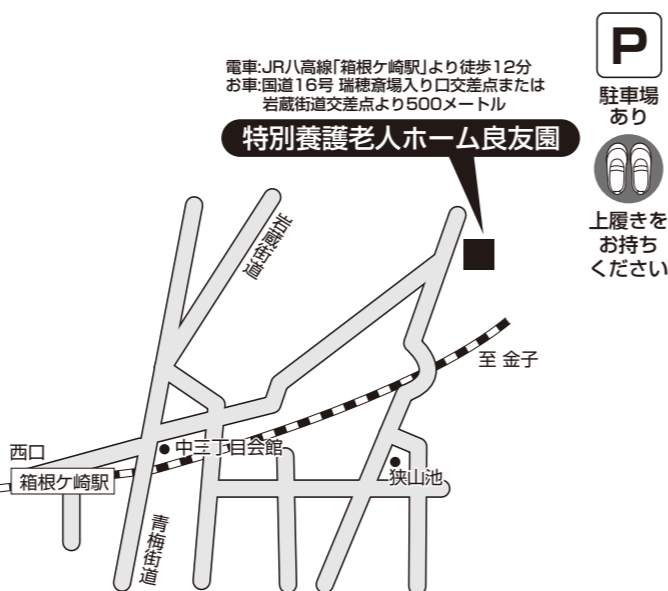 電車:JR八高線「箱根ケ崎駅」より徒歩12分
お車:国道16号 瑞穂斎場入り口交差点または
岩蔵街道交差点より500メートル
特別養護老人ホーム良友園
P
駐車場
あり
上履きを
お持ち
ください
岩蔵街道
至 金子
西口
箱根ケ崎駅
中三丁目会館
狭山池
青梅街道